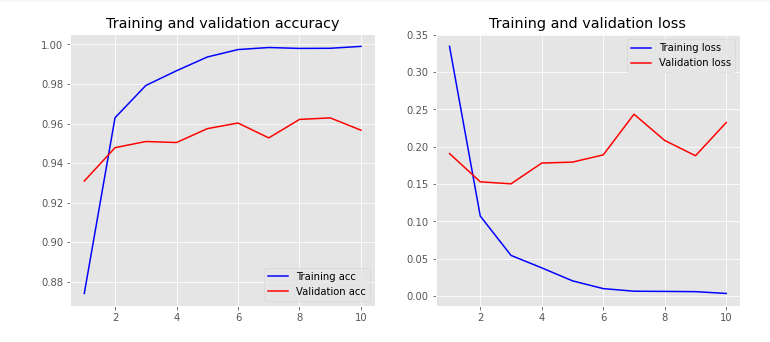 Training and validation accuracy
1.00
0.98
0.96
0.94
0.92
0.90
0.88
2 4 6 8 10
Training acc
Validation acc
Training and validation loss
0.35
0.30
0.25
0.20
0.15
0.10
0.05
0.00
2 4 6 8 10
Training loss
Validation loss